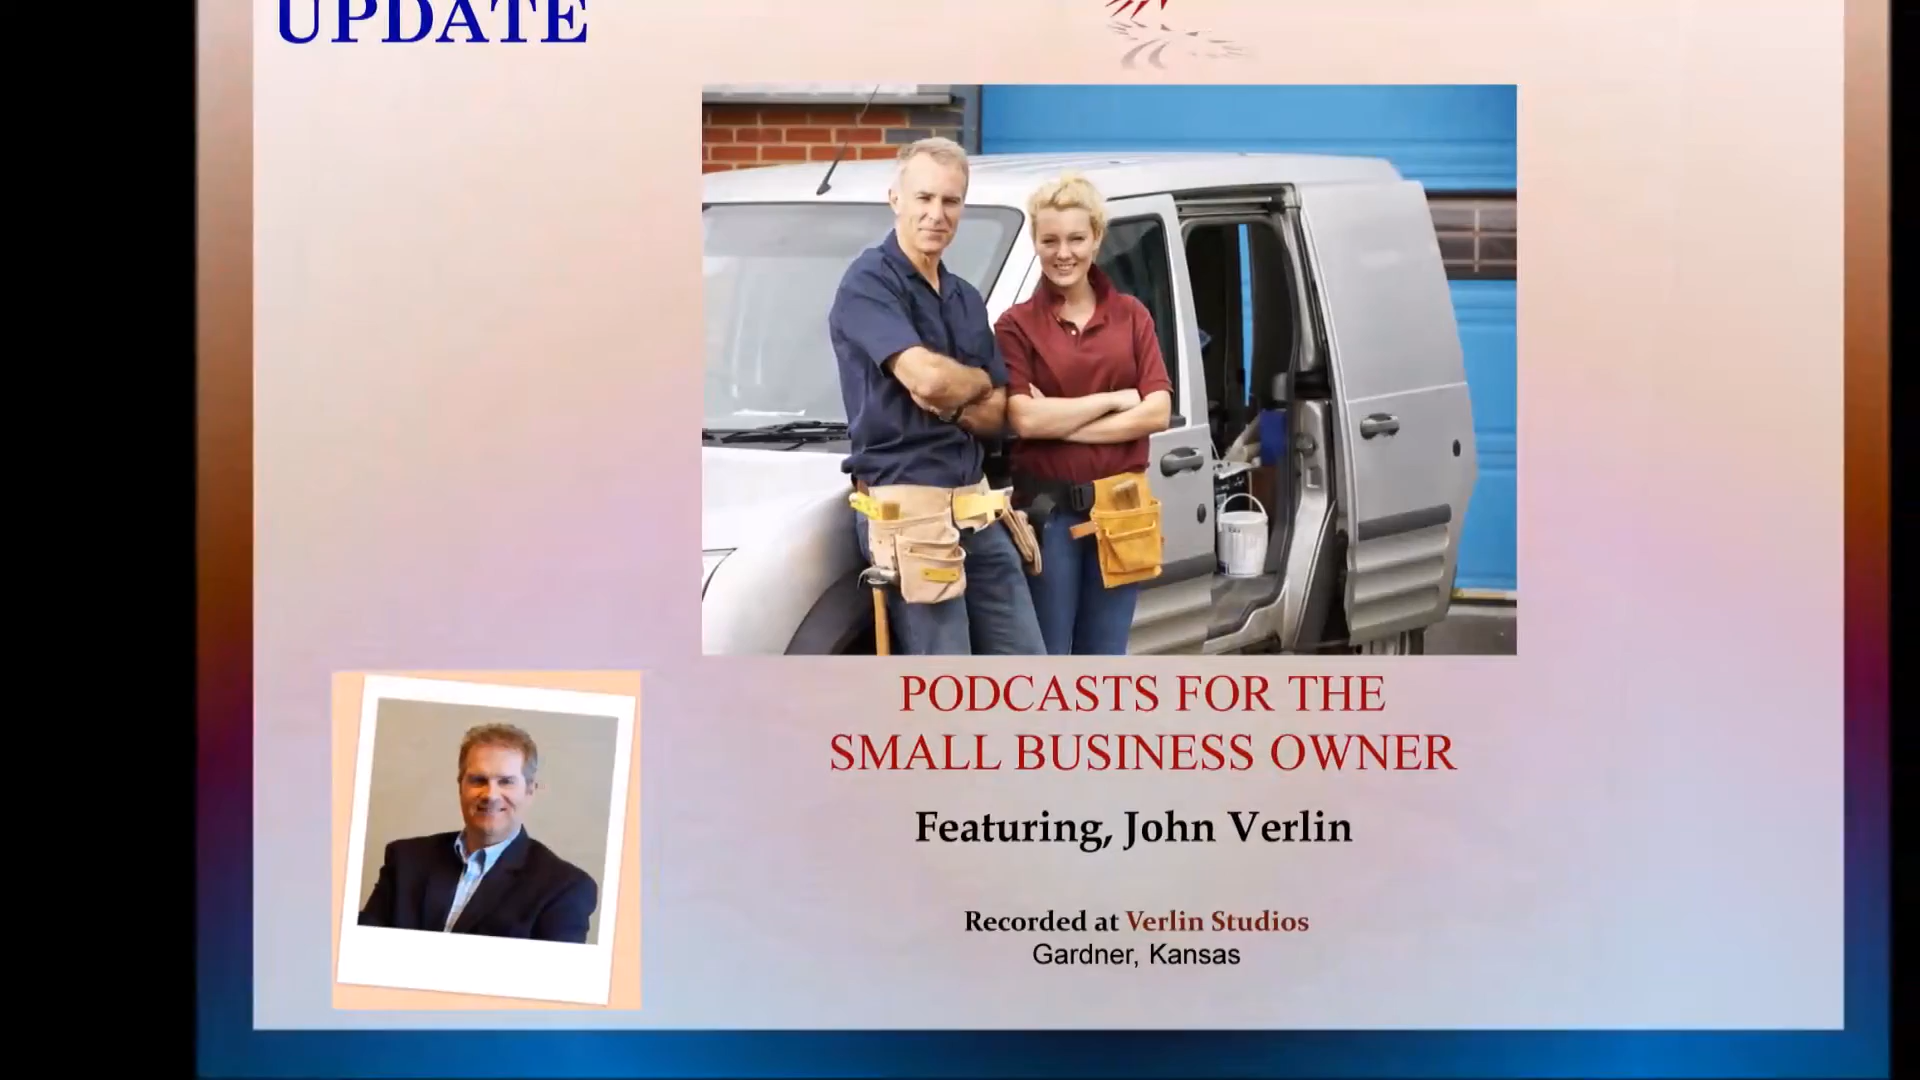 UPDATE
PODCASTS FOR THE
SMALL BUSINESS OWNER
Featuring, John Verlin
Recorded at Verlin Studios
Gardner, Kansas